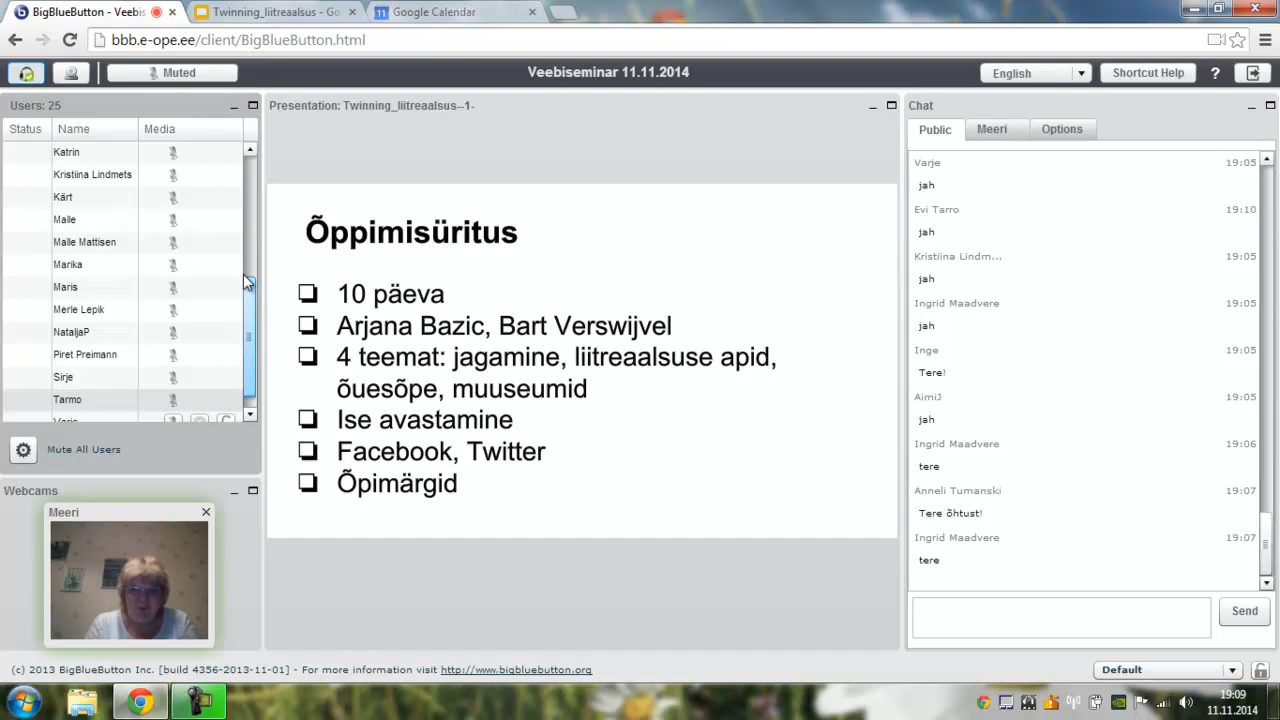 BigBlueButton - Veebis
Twinning_liitreaalsus - Go
Google Calendar
bbb.e-ope.ee/client/BigBlueButton.html
Muted
Veebiseminar 11.11.2014
English
Shortcut Help
?
Users: 25
Status Name Media
Katrin
Kristiina Lindmets
Kärt
Malle
Malle Mattisen
Marika
Maris
Merle Lepik
NataljaP
Piret Preimann
Sirje
Tarmo
Varje
Mute All Users
Webcams
Meeri
Presentation: Twinning_liitreaalsus--1-
Õppimisüritus
10 päeva
Arjana Bazic, Bart Verswijvel
4 teemat: jagamine, liitreaalsuse apid,
õuesõpe, muuseumid
Ise avastamine
Facebook, Twitter
Õpimärgid
Chat
Public Meeri Options
Varje 19:05
jah
Evi Tarro 19:10
jah
Kristiina Lindm... 19:05
jah
Ingrid Maadvere 19:05
jah
Inge 19:05
Tere!
AimiJ 19:05
jah
Ingrid Maadvere 19:06
tere
Anneli Tumanski 19:07
Tere õhtust!
Ingrid Maadvere 19:07
tere
Send
(c) 2013 BigBlueButton Inc. [build 4356-2013-11-01] - For more information visit http://www.bigbluebutton.org
Default
19:09
11.11.2014